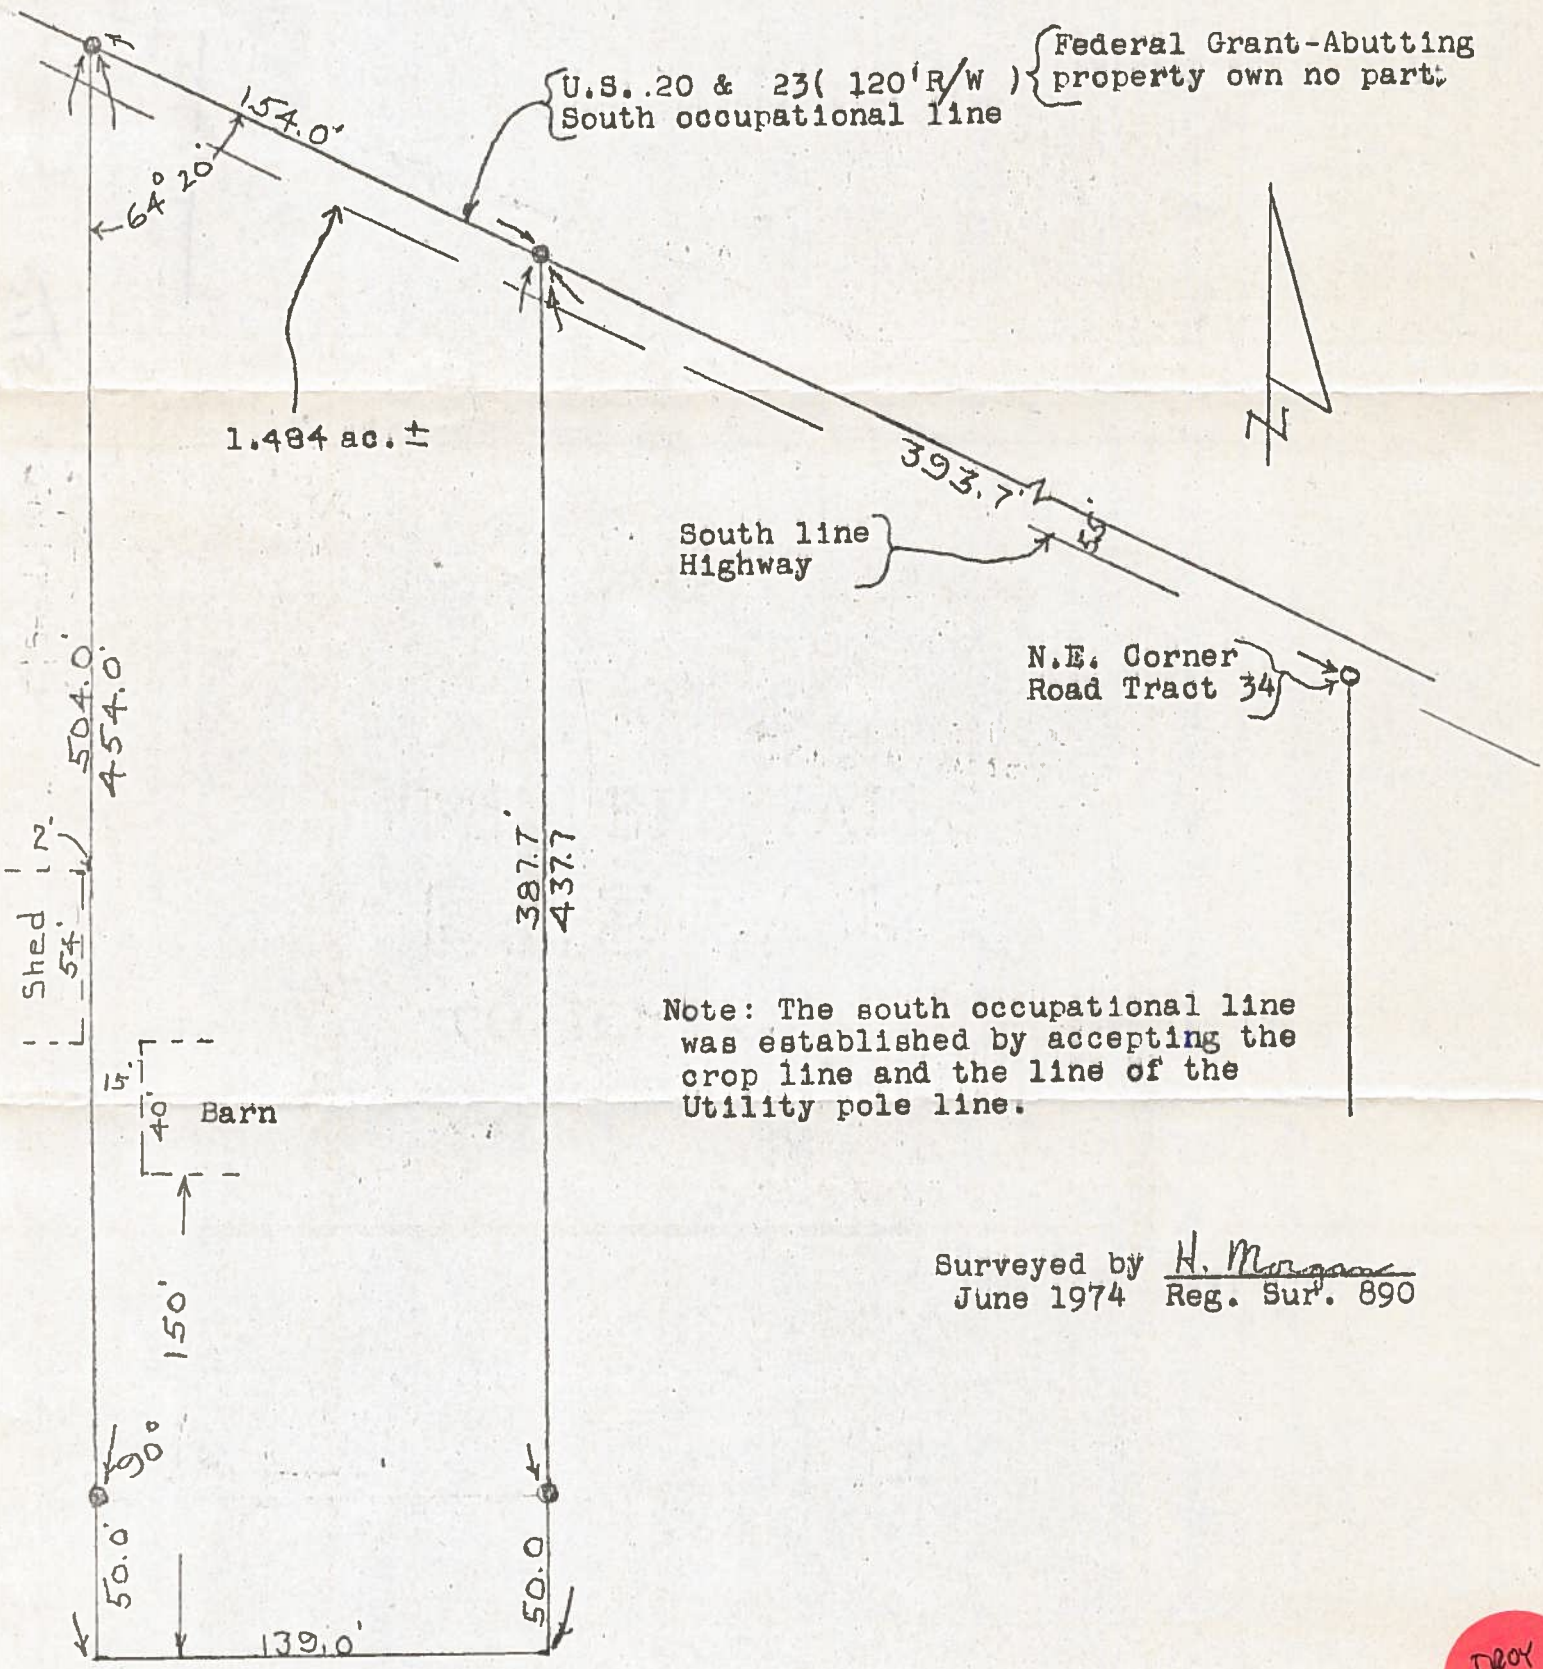 U.S. 20 & 23( 120' R/W )
South occupational line
Federal Grant-Abutting
property own no part.
154.0'
64° 20'
1.484 ac. ±
393.7'
South line
Highway
N.E. Corner
Road Tract 34
504.0'
454.0'
387.7'
437.7
Shed
54'
Note: The south occupational line
was established by accepting the
crop line and the line of the
Utility pole line.
15'
40'
Barn
150'
Surveyed by H. Morgan
June 1974 Reg. Sur. 890
90°
50.0'
50.0
139.0'
N
TROY